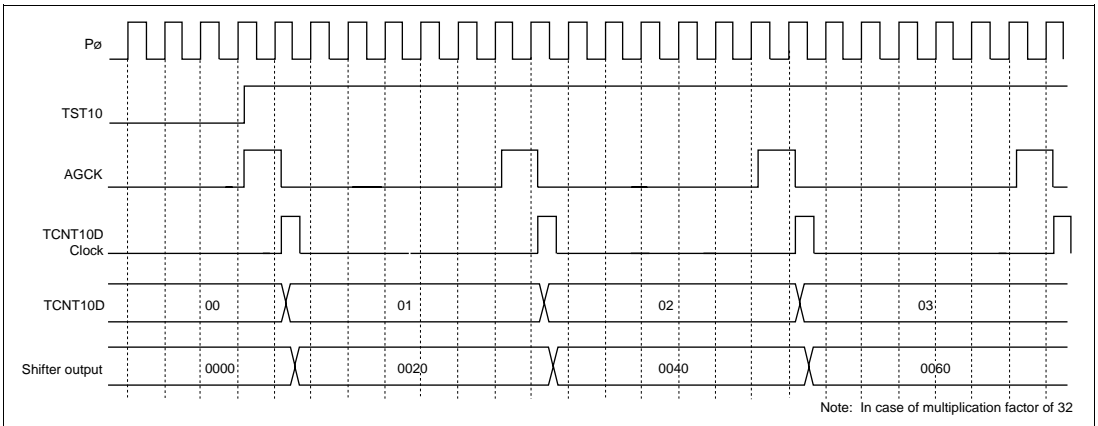 Pø
TST10
AGCK
TCNT10D
Clock
TCNT10D 00 01 02 03
Shifter output 0000 0020 0040 0060
Note: In case of multiplication factor of 32